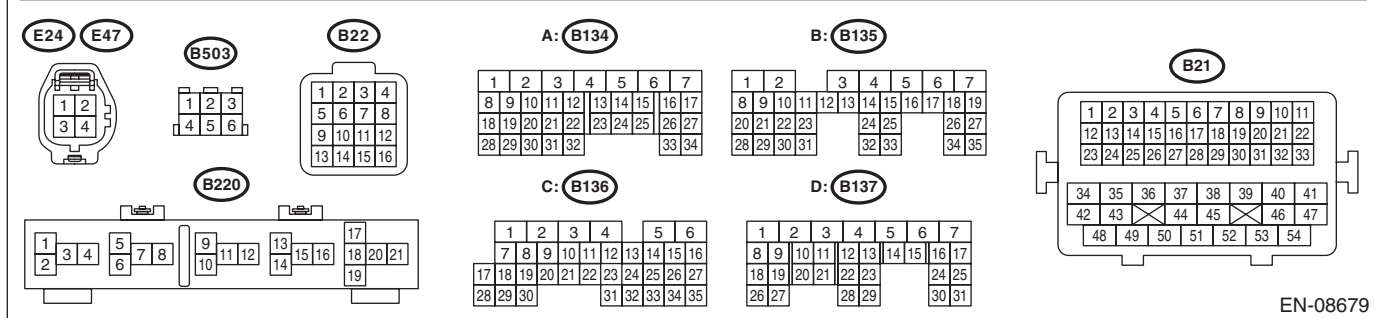 E24 E47
B503
B22
A: B134
B: B135
B21
1 2
3 4
1 2 3
4 5 6
1 2 3 4
5 6 7 8
9 10 11 12
13 14 15 16
1 2 3 4 5 6 7
8 9 10 11 12 13 14 15 16 17
18 19 20 21 22 23 24 25 26 27
28 29 30 31 32 33 34
1 2 3 4 5 6 7
8 9 10 11 12 13 14 15 16 17 18 19
20 21 22 23 24 25 26 27
28 29 30 31 32 33 34 35
1 2 3 4 5 6 7 8 9 10 11
12 13 14 15 16 17 18 19 20 21 22
23 24 25 26 27 28 29 30 31 32 33
34 35 36 37 38 39 40 41
42 43 44 45 46 47
48 49 50 51 52 53 54
B220
C: B136
D: B137
1 5 9 13 17
3 4 7 8 11 12 15 16 18 20 21
2 6 10 14 19
1 2 3 4 5 6
7 8 9 10 11 12 13 14 15 16
17 18 19 20 21 22 23 24 25 26 27
28 29 30 31 32 33 34 35
1 2 3 4 5 6 7
8 9 10 11 12 13 14 15 16 17
18 19 20 21 22 23 24 25
26 27 28 29 30 31
EN-08679